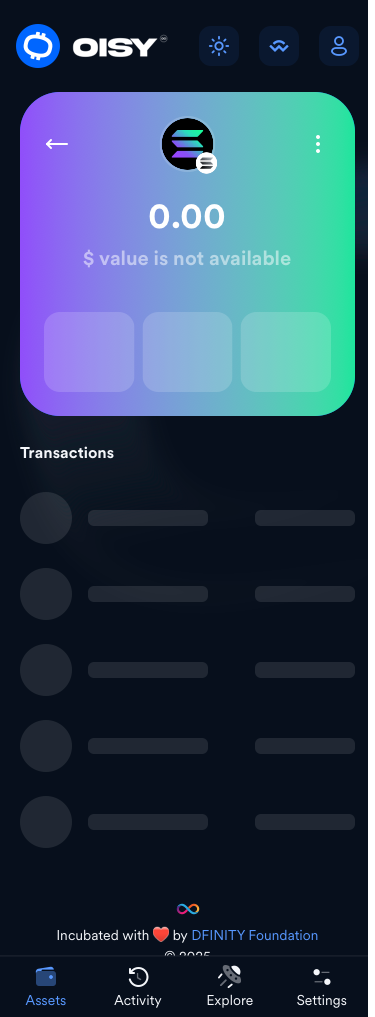 OISY
0.00
$ value is not available
Transactions
Incubated with ❤️ by DFINITY Foundation
© 2025
Assets
Activity
Explore
Settings